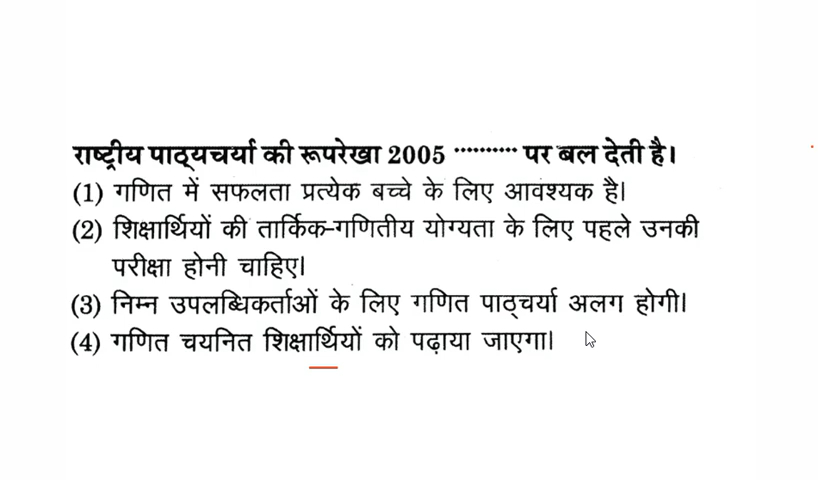 राष्ट्रीय पाठ्यचर्या की रूपरेखा 2005 ·········· पर बल देती है।
(1) गणित में सफलता प्रत्येक बच्चे के लिए आवश्यक है।
(2) शिक्षार्थियों की तार्किक-गणितीय योग्यता के लिए पहले उनकी
परीक्षा होनी चाहिए।
(3) निम्न उपलब्धिकर्ताओं के लिए गणित पाठ्चर्या अलग होगी।
(4) गणित चयनित शिक्षार्थियों को पढ़ाया जाएगा।